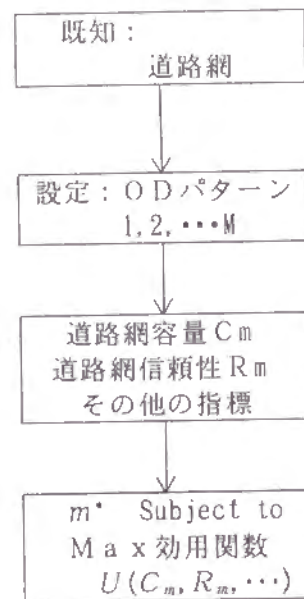 既知：
道路網
設定：ＯＤパターン
1,2,･･･M
道路網容量Cm
道路網信頼性Rm
その他の指標
m* Subject to
Ｍａｘ効用関数
U(Cm,Rm,･･･)